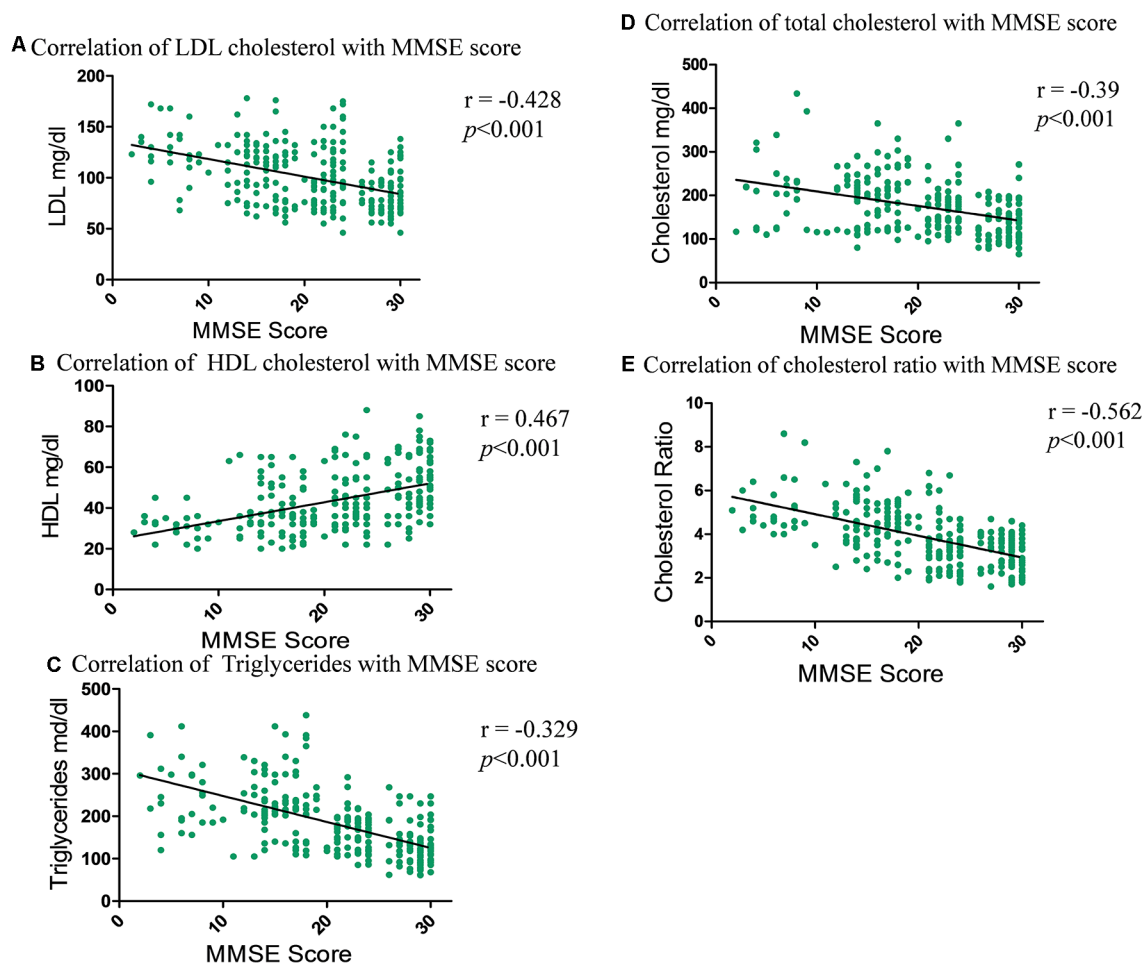 A Correlation of LDL cholesterol with MMSE score
200
150
100
50
0
LDL mg/dl
r = -0.428
p<0.001
0 10 20 30
MMSE Score
B Correlation of HDL cholesterol with MMSE score
100
80
60
40
20
0
HDL mg/dl
r = 0.467
p<0.001
0 10 20 30
MMSE Score
C Correlation of Triglycerides with MMSE score
500
400
300
200
100
0
Triglycerides md/dl
r = -0.329
p<0.001
0 10 20 30
MMSE Score
D Correlation of total cholesterol with MMSE score
500
400
300
200
100
0
Cholesterol mg/dl
r = -0.39
p<0.001
0 10 20 30
MMSE Score
E Correlation of cholesterol ratio with MMSE score
10
8
6
4
2
0
Cholesterol Ratio
r = -0.562
p<0.001
0 10 20 30
MMSE Score